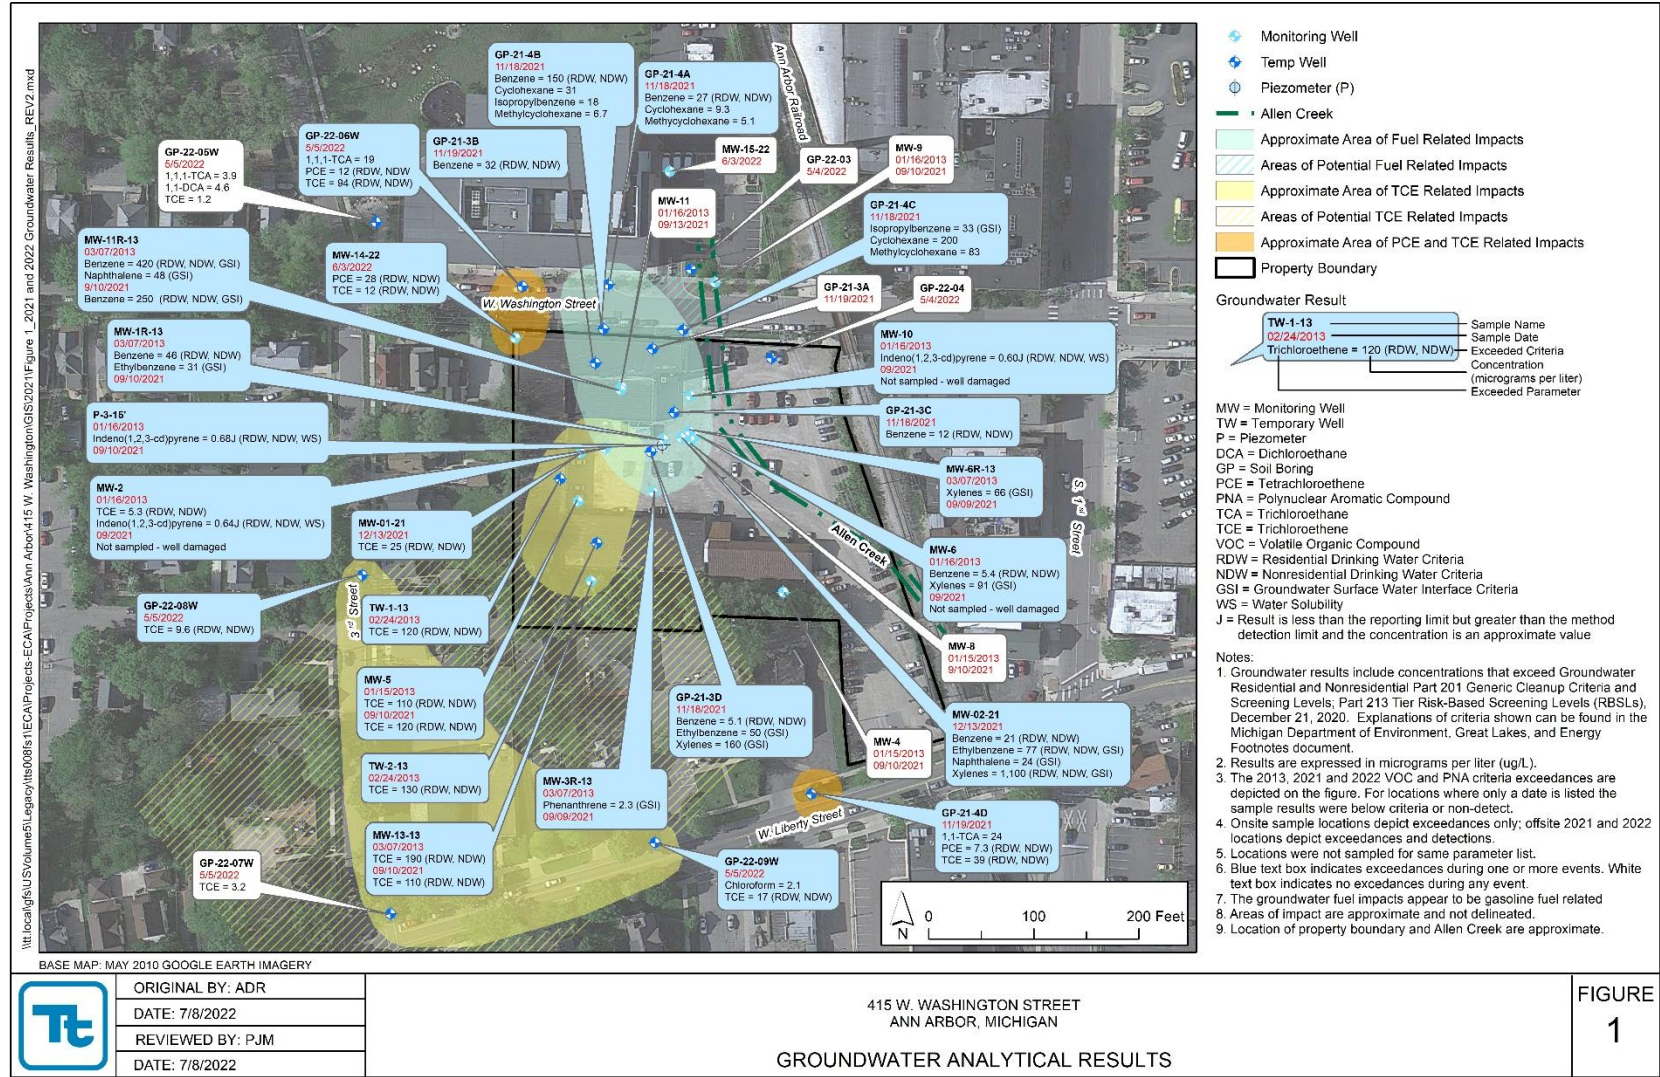 \\tt.local\gfs\US\Volume5\Legacy\tts008fs1\ECA\Projects-ECA\Projects\Ann Arbor\415 W. Washington\GIS\2021\Figure 1_2021 and 2022 Groundwater Results_REV2.mxd
GP-21-4B
11/18/2021
Benzene = 150 (RDW, NDW)
Cyclohexane = 31
Isopropylbenzene = 18
Methylcyclohexane = 6.7
GP-21-4A
11/18/2021
Benzene = 27 (RDW, NDW)
Cyclohexane = 9.3
Methycyclohexane = 5.1
Ann Arbor Railroad
GP-22-06W
5/5/2022
1,1,1-TCA = 19
PCE = 12 (RDW, NDW
TCE = 94 (RDW, NDW)
GP-21-3B
11/19/2021
Benzene = 32 (RDW, NDW)
GP-22-05W
5/5/2022
1,1,1-TCA = 3.9
1,1-DCA = 4.6
TCE = 1.2
MW-15-22
6/3/2022
GP-22-03
5/4/2022
MW-9
01/16/2013
09/10/2021
MW-11
01/16/2013
09/13/2021
GP-21-4C
11/18/2021
Isopropylbenzene = 33 (GSI)
Cyclohexane = 200
Methylcyclohexane = 83
MW-11R-13
03/07/2013
Benzene = 420 (RDW, NDW, GSI)
Naphthalene = 48 (GSI)
9/10/2021
Benzene = 250 (RDW, NDW, GSI)
MW-14-22
6/3/2022
PCE = 28 (RDW, NDW)
TCE = 12 (RDW, NDW)
W. Washington Street
GP-21-3A
11/19/2021
GP-22-04
5/4/2022
MW-1R-13
03/07/2013
Benzene = 46 (RDW, NDW)
Ethylbenzene = 31 (GSI)
09/10/2021
MW-10
01/16/2013
Indeno(1,2,3-cd)pyrene = 0.60J (RDW, NDW, WS)
09/2021
Not sampled - well damaged
P-3-15'
01/16/2013
Indeno(1,2,3-cd)pyrene = 0.68J (RDW, NDW, WS)
09/10/2021
GP-21-3C
11/18/2021
Benzene = 12 (RDW, NDW)
MW-2
01/16/2013
TCE = 5.3 (RDW, NDW)
Indeno(1,2,3-cd)pyrene = 0.64J (RDW, NDW, WS)
09/2021
Not sampled - well damaged
MW-6R-13
03/07/2013
Xylenes = 66 (GSI)
09/09/2021
S. 1st Street
MW-01-21
12/13/2021
TCE = 25 (RDW, NDW)
Allen Creek
MW-6
01/16/2013
Benzene = 5.4 (RDW, NDW)
Xylenes = 91 (GSI)
09/2021
Not sampled - well damaged
GP-22-08W
5/5/2022
TCE = 9.6 (RDW, NDW)
3rd Street
TW-1-13
02/24/2013
TCE = 120 (RDW, NDW)
MW-8
01/15/2013
9/10/2021
MW-5
01/15/2013
TCE = 110 (RDW, NDW)
09/10/2021
TCE = 120 (RDW, NDW)
GP-21-3D
11/18/2021
Benzene = 5.1 (RDW, NDW)
Ethylbenzene = 50 (GSI)
Xylenes = 160 (GSI)
MW-02-21
12/13/2021
Benzene = 21 (RDW, NDW)
Ethylbenzene = 77 (RDW, NDW, GSI)
Naphthalene = 24 (GSI)
Xylenes = 1,100 (RDW, NDW, GSI)
MW-4
01/15/2013
09/10/2021
TW-2-13
02/24/2013
TCE = 130 (RDW, NDW)
MW-3R-13
03/07/2013
Phenanthrene = 2.3 (GSI)
09/09/2021
W. Liberty Street
GP-21-4D
11/19/2021
1,1-TCA = 24
PCE = 7.3 (RDW, NDW)
TCE = 39 (RDW, NDW)
MW-13-13
03/07/2013
TCE = 190 (RDW, NDW)
09/10/2021
TCE = 110 (RDW, NDW)
GP-22-07W
5/5/2022
TCE = 3.2
GP-22-09W
5/5/2022
Chloroform = 2.1
TCE = 17 (RDW, NDW)
N
0 100 200 Feet
BASE MAP: MAY 2010 GOOGLE EARTH IMAGERY
Monitoring Well
Temp Well
Piezometer (P)
Allen Creek
Approximate Area of Fuel Related Impacts
Areas of Potential Fuel Related Impacts
Approximate Area of TCE Related Impacts
Areas of Potential TCE Related Impacts
Approximate Area of PCE and TCE Related Impacts
Property Boundary
Groundwater Result
TW-1-13
02/24/2013
Trichloroethene = 120 (RDW, NDW)
Sample Name
Sample Date
Exceeded Criteria
Concentration
(micrograms per liter)
Exceeded Parameter
MW = Monitoring Well
TW = Temporary Well
P = Piezometer
DCA = Dichloroethane
GP = Soil Boring
PCE = Tetrachloroethene
PNA = Polynuclear Aromatic Compound
TCA = Trichloroethane
TCE = Trichloroethene
VOC = Volatile Organic Compound
RDW = Residential Drinking Water Criteria
NDW = Nonresidential Drinking Water Criteria
GSI = Groundwater Surface Water Interface Criteria
WS = Water Solubility
J = Result is less than the reporting limit but greater than the method
detection limit and the concentration is an approximate value
Notes:
1. Groundwater results include concentrations that exceed Groundwater
Residential and Nonresidential Part 201 Generic Cleanup Criteria and
Screening Levels; Part 213 Tier Risk-Based Screening Levels (RBSLs),
December 21, 2020. Explanations of criteria shown can be found in the
Michigan Department of Environment, Great Lakes, and Energy
Footnotes document.
2. Results are expressed in micrograms per liter (ug/L).
3. The 2013, 2021 and 2022 VOC and PNA criteria exceedances are
depicted on the figure. For locations where only a date is listed the
sample results were below criteria or non-detect.
4. Onsite sample locations depict exceedances only; offsite 2021 and 2022
locations depict exceedances and detections.
5. Locations were not sampled for same parameter list.
6. Blue text box indicates exceedances during one or more events. White
text box indicates no excedances during any event.
7. The groundwater fuel impacts appear to be gasoline fuel related
8. Areas of impact are approximate and not delineated.
9. Location of property boundary and Allen Creek are approximate.
Tt
ORIGINAL BY: ADR
DATE: 7/8/2022
REVIEWED BY: PJM
DATE: 7/8/2022
415 W. WASHINGTON STREET
ANN ARBOR, MICHIGAN
GROUNDWATER ANALYTICAL RESULTS
FIGURE
1